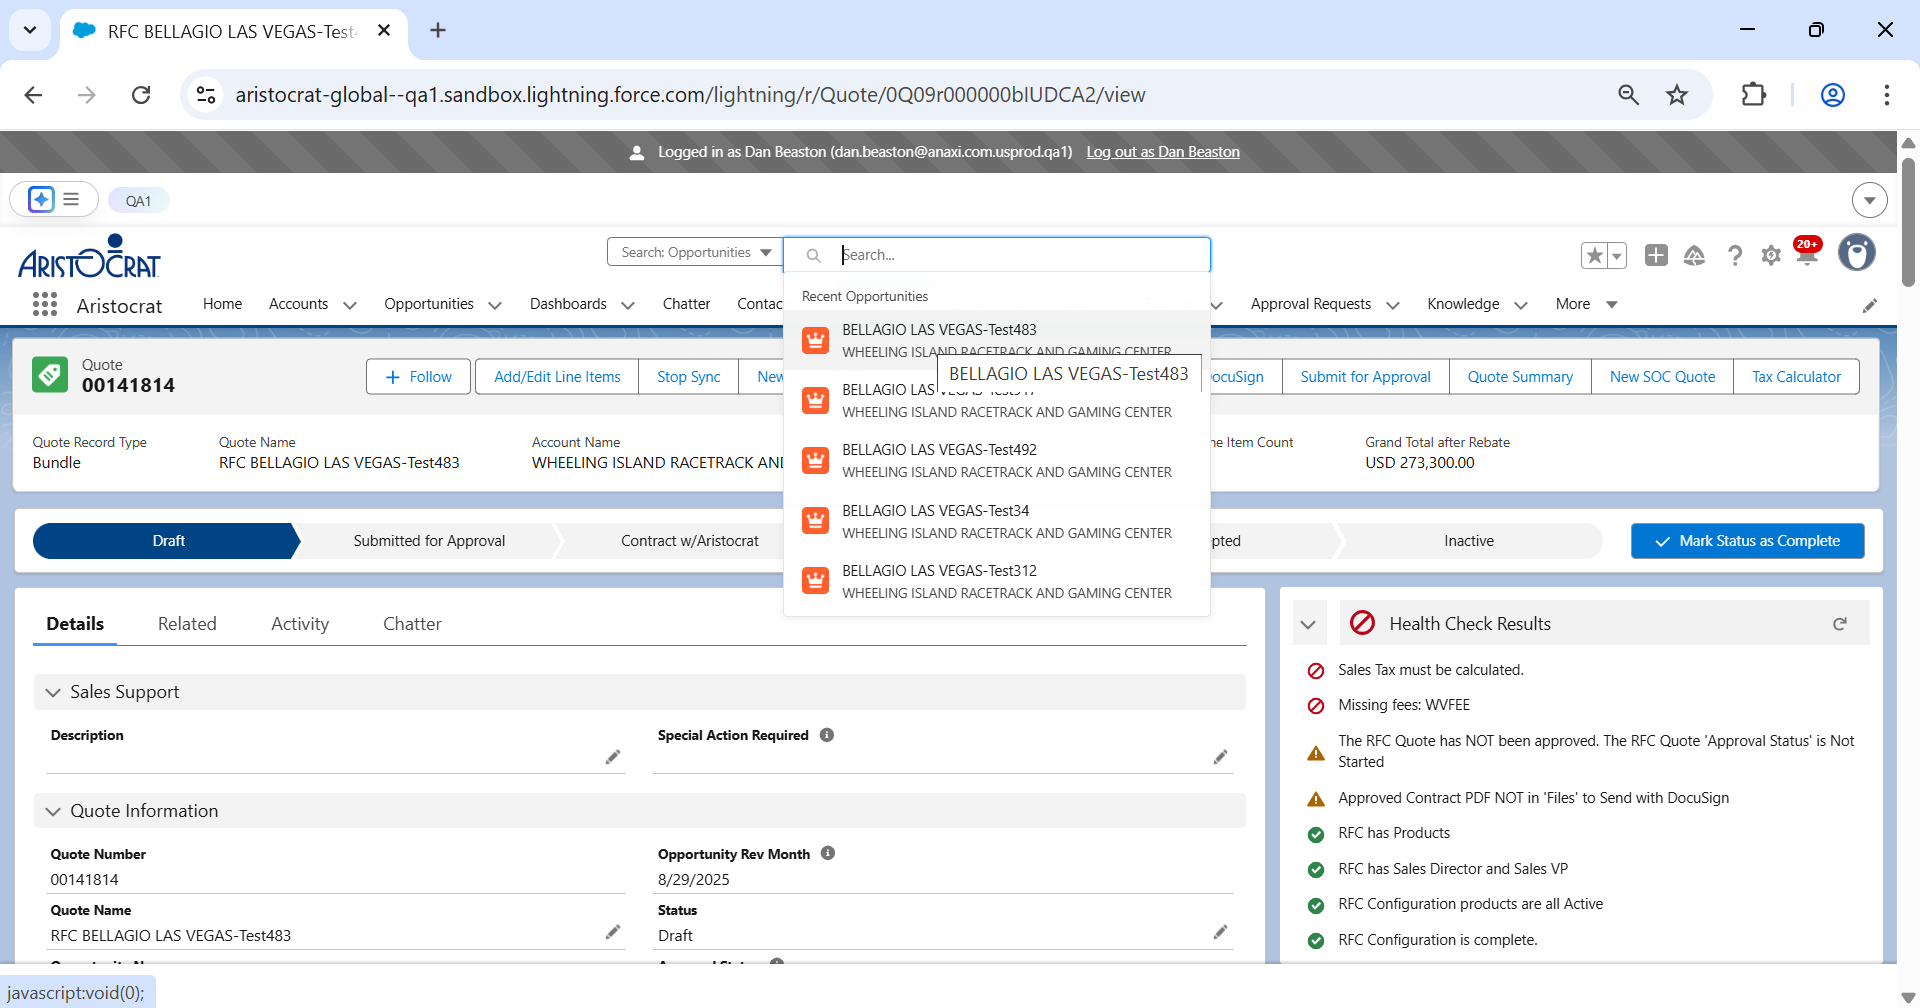 RFC BELLAGIO LAS VEGAS-Test4
aristocrat-global--qa1.sandbox.lightning.force.com/lightning/r/Quote/0Q09r000000bIUDCA2/view
Logged in as Dan Beaston (dan.beaston@anaxi.com.usprod.qa1) Log out as Dan Beaston
QA1
ARISTOCRAT
Search: Opportunities
Search...
20+
Aristocrat
Home
Accounts
Opportunities
Dashboards
Chatter
Contac
Approval Requests
Knowledge
More
Recent Opportunities
BELLAGIO LAS VEGAS-Test483
WHEELING ISLAND RACETRACK AND GAMING CENTER
BELLAGIO LAS VEGAS-Test483
BELLAGIO LAS
WHEELING ISLAND RACETRACK AND GAMING CENTER
BELLAGIO LAS VEGAS-Test492
WHEELING ISLAND RACETRACK AND GAMING CENTER
BELLAGIO LAS VEGAS-Test34
WHEELING ISLAND RACETRACK AND GAMING CENTER
BELLAGIO LAS VEGAS-Test312
WHEELING ISLAND RACETRACK AND GAMING CENTER
Quote
00141814
Follow
Add/Edit Line Items
Stop Sync
New
ocuSign
Submit for Approval
Quote Summary
New SOC Quote
Tax Calculator
Quote Record Type
Bundle
Quote Name
RFC BELLAGIO LAS VEGAS-Test483
Account Name
WHEELING ISLAND RACETRACK AN
ne Item Count
Grand Total after Rebate
USD 273,300.00
Draft
Submitted for Approval
Contract w/Aristocrat
pted
Inactive
Mark Status as Complete
Details
Related
Activity
Chatter
Sales Support
Description
Special Action Required
Quote Information
Quote Number
00141814
Opportunity Rev Month
8/29/2025
Quote Name
RFC BELLAGIO LAS VEGAS-Test483
Status
Draft
Health Check Results
Sales Tax must be calculated.
Missing fees: WVFEE
The RFC Quote has NOT been approved. The RFC Quote 'Approval Status' is Not
Started
Approved Contract PDF NOT in 'Files' to Send with DocuSign
RFC has Products
RFC has Sales Director and Sales VP
RFC Configuration products are all Active
RFC Configuration is complete.
javascript:void(0);